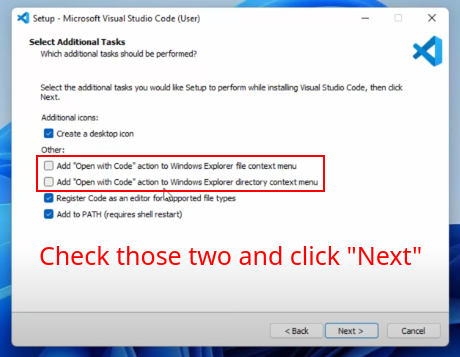 Setup - Microsoft Visual Studio Code (User)
Select Additional Tasks
Which additional tasks should be performed?
Select the additional tasks you would like Setup to perform while installing Visual Studio Code, then click
Next.
Additional icons:
Create a desktop icon
Other:
Add "Open with Code" action to Windows Explorer file context menu
Add "Open with Code" action to Windows Explorer directory context menu
Register Code as an editor for supported file types
Add to PATH (requires shell restart)
Check those two and click "Next"
< Back Next > Cancel